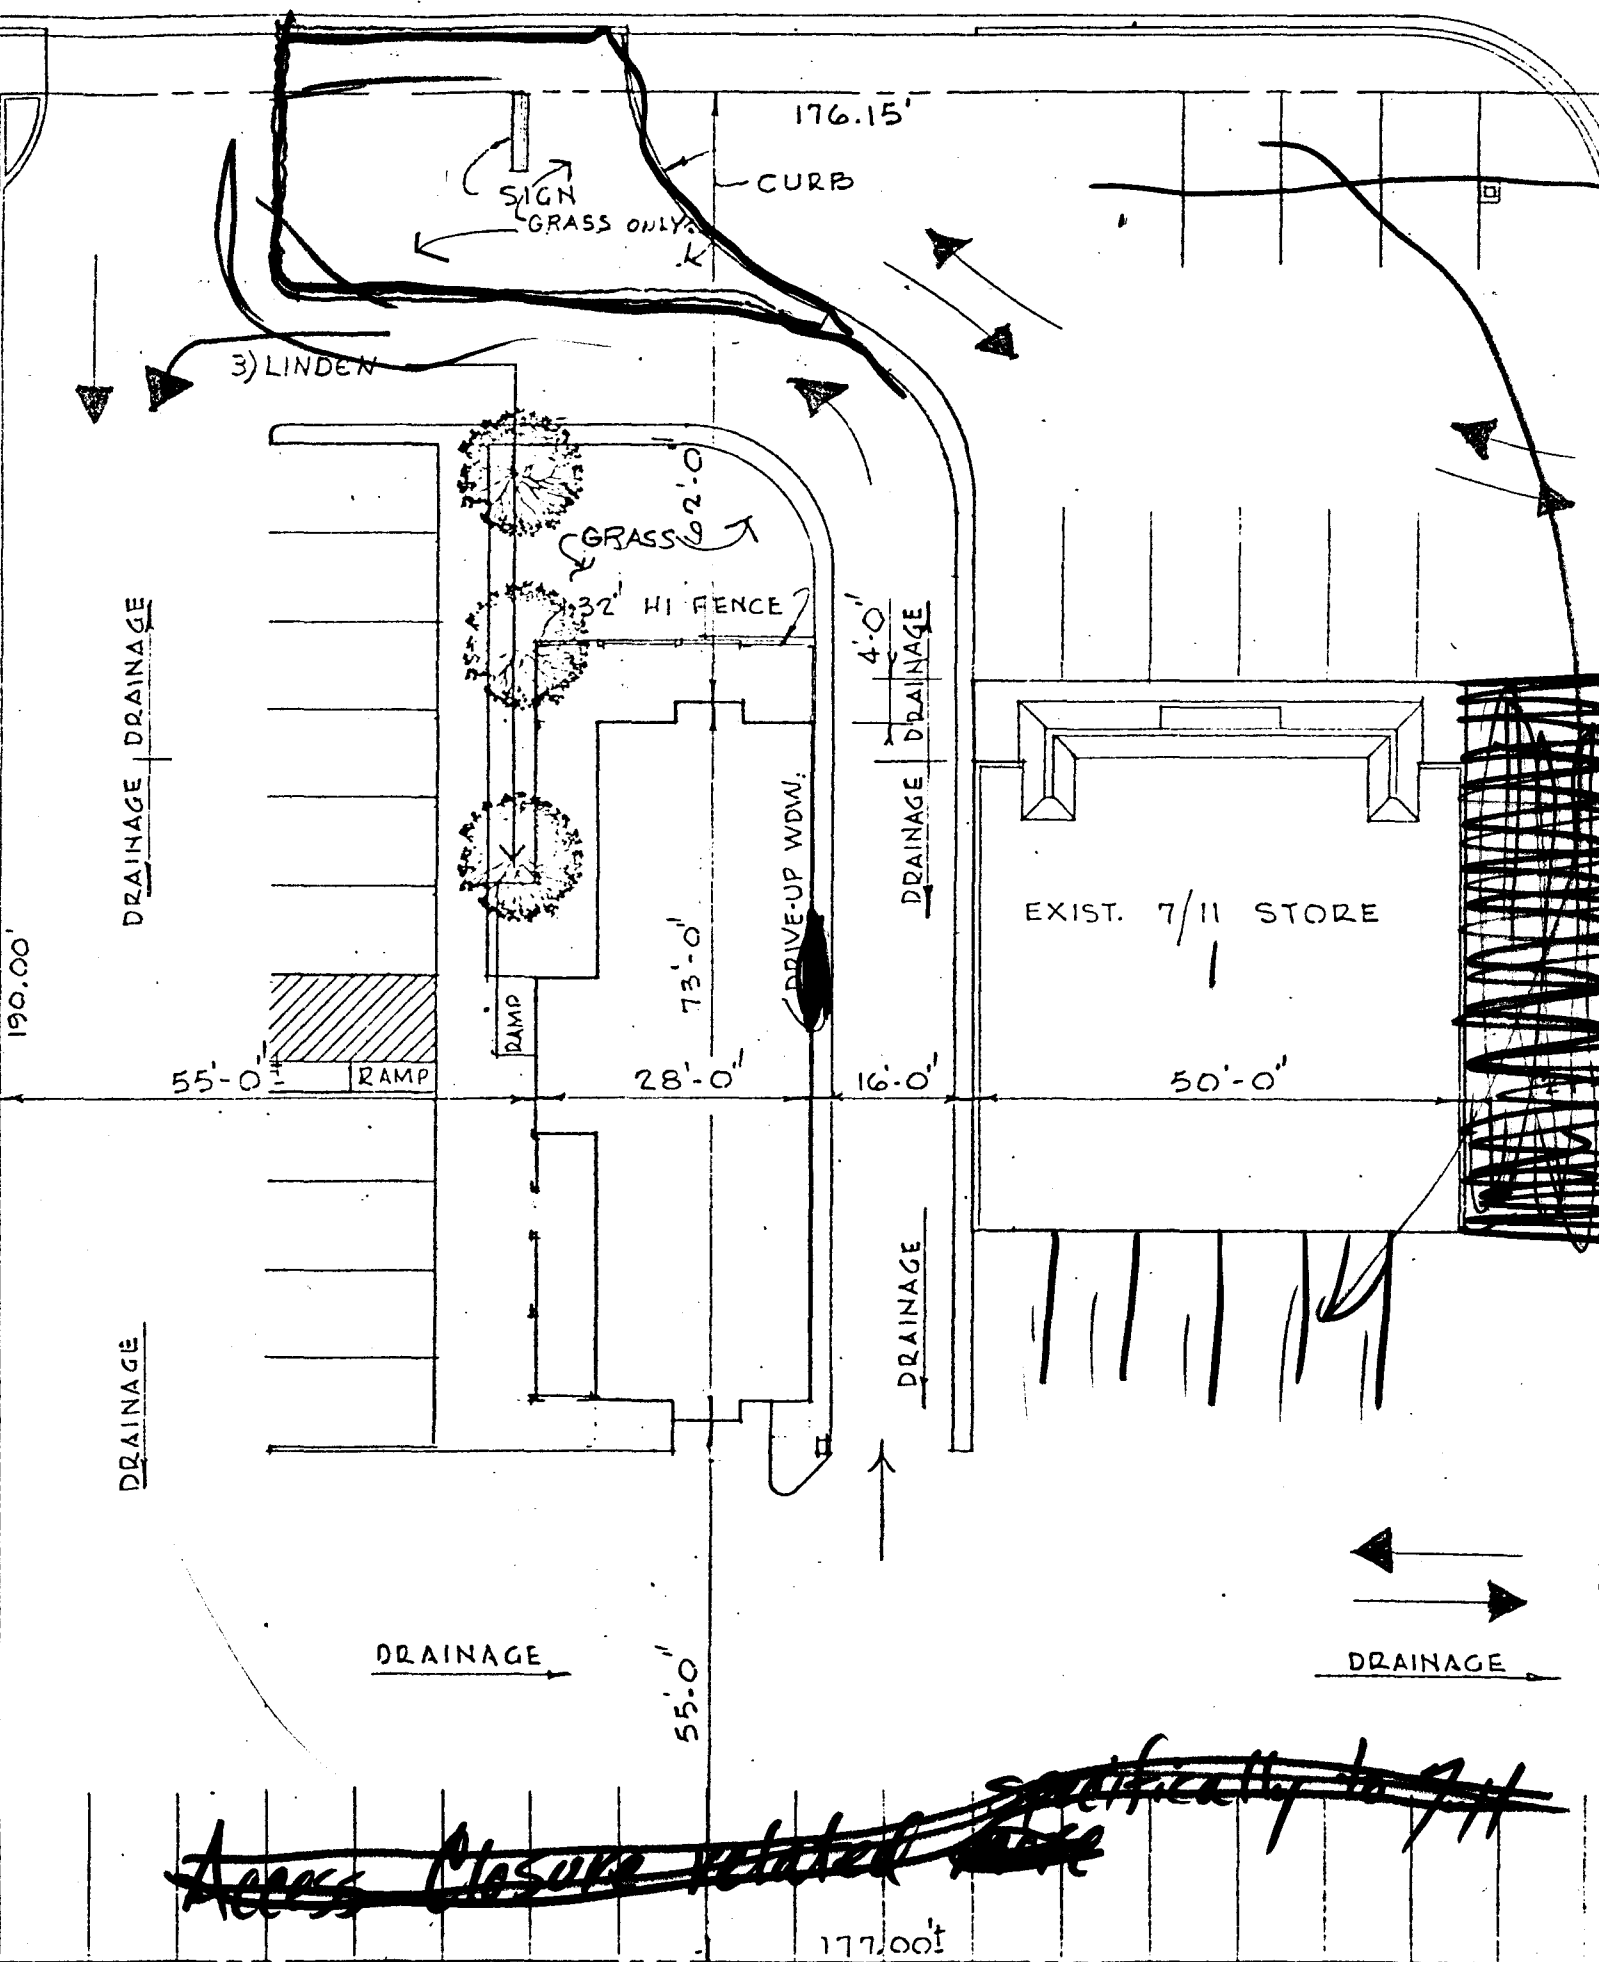 176.15'
CURB
SIGN
GRASS ONLY
3) LINDEN
62'-0
GRASS
32" HI FENCE
4'-0"
DRAINAGE
DRAINAGE
DRAINAGE
DRAINAGE
DRIVE-UP WDW.
EXIST. 7/11 STORE
190.00'
73'-0"
RAMP
RAMP
55'-0"±
28'-0"
16'-0"
50'-0"
DRAINAGE
DRAINAGE
DRAINAGE
55'-0"
DRAINAGE
specifically to 7-11
Access Closure related
177.00'±